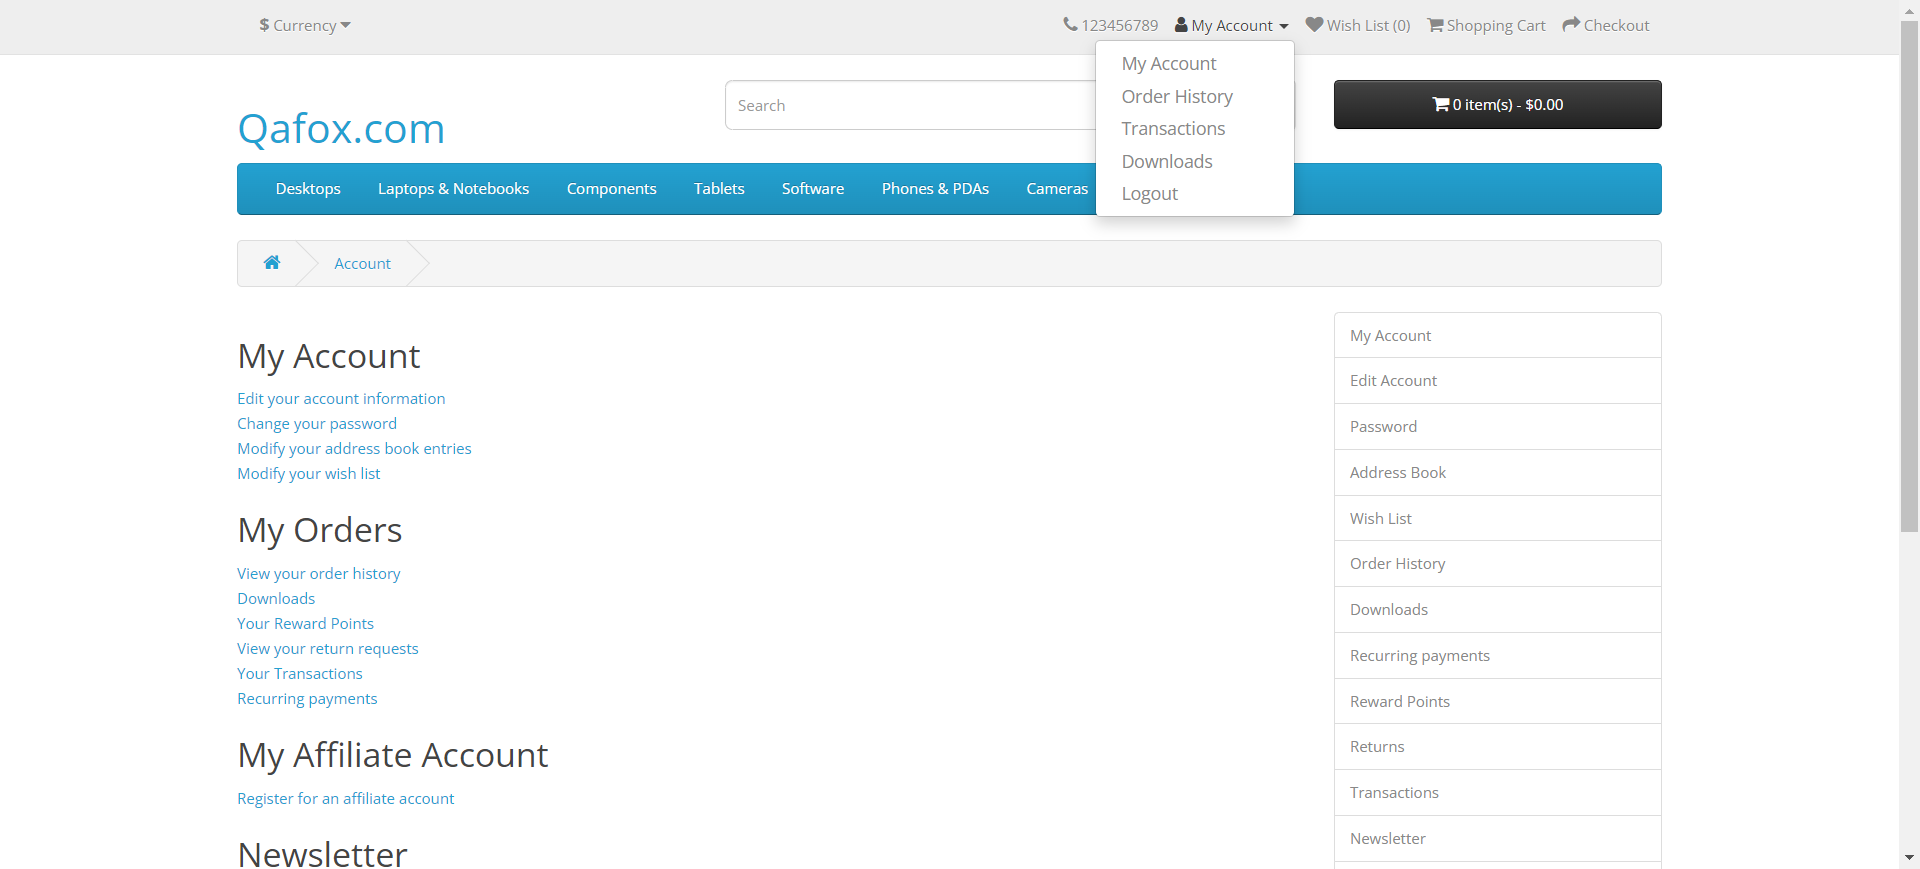 $ Currency
123456789 My Account Wish List (0) Shopping Cart Checkout
My Account
Order History
Transactions
Downloads
Logout
Qafox.com
Search
0 item(s) - $0.00
Desktops Laptops & Notebooks Components Tablets Software Phones & PDAs Cameras
Account
My Account
Edit your account information
Change your password
Modify your address book entries
Modify your wish list
My Orders
View your order history
Downloads
Your Reward Points
View your return requests
Your Transactions
Recurring payments
My Affiliate Account
Register for an affiliate account
Newsletter
My Account
Edit Account
Password
Address Book
Wish List
Order History
Downloads
Recurring payments
Reward Points
Returns
Transactions
Newsletter